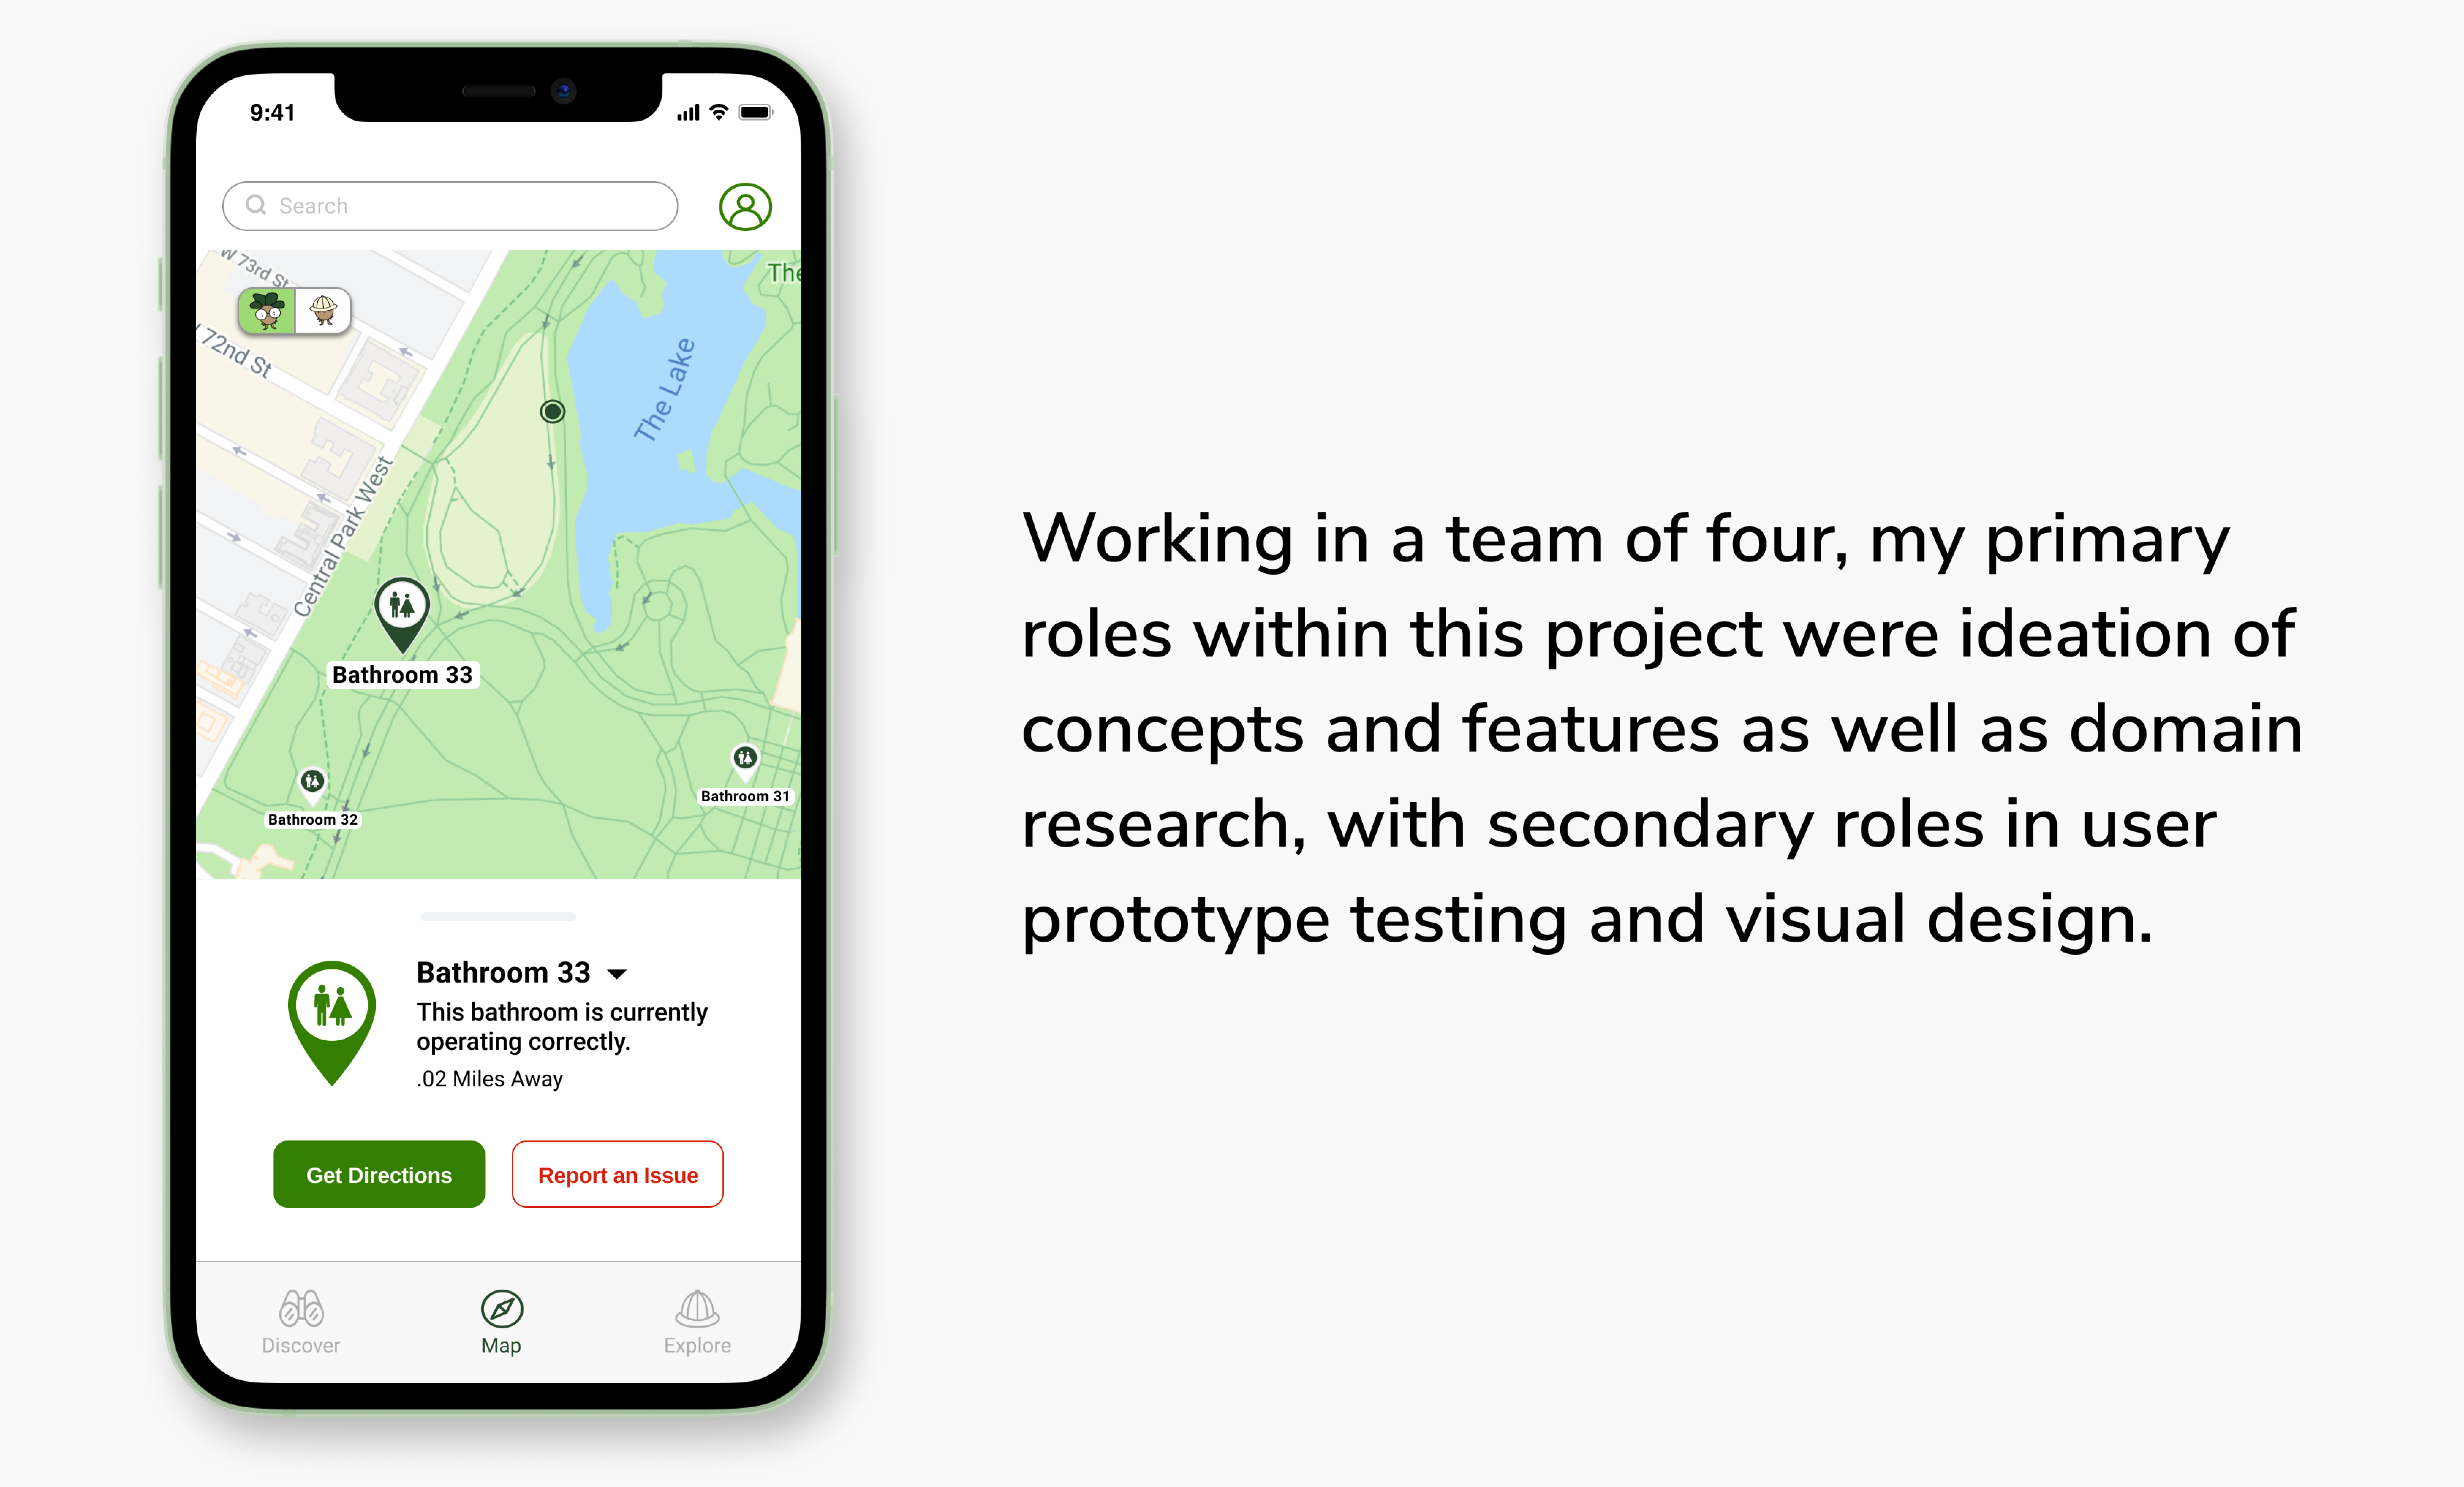 9:41
Search
W 73rd St
The
72nd St
The Lake
Central Park West
Bathroom 33
Bathroom 31
Bathroom 32
Bathroom 33
This bathroom is currently
operating correctly.
.02 Miles Away
Get Directions
Report an Issue
Discover
Map
Explore
Working in a team of four, my primary
roles within this project were ideation of
concepts and features as well as domain
research, with secondary roles in user
prototype testing and visual design.